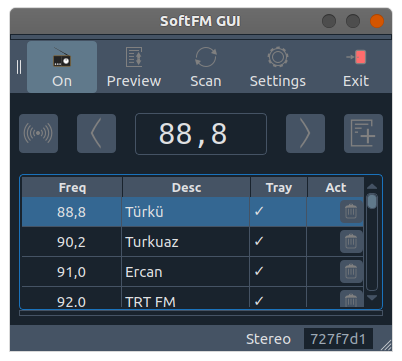 SoftFM GUI
On Preview Scan Settings Exit
88,8
Freq Desc Tray Act
88,8 Türkü ✓
90,2 Turkuaz ✓
91,0 Ercan ✓
92.0 TRT FM ✓
Stereo 727f7d1